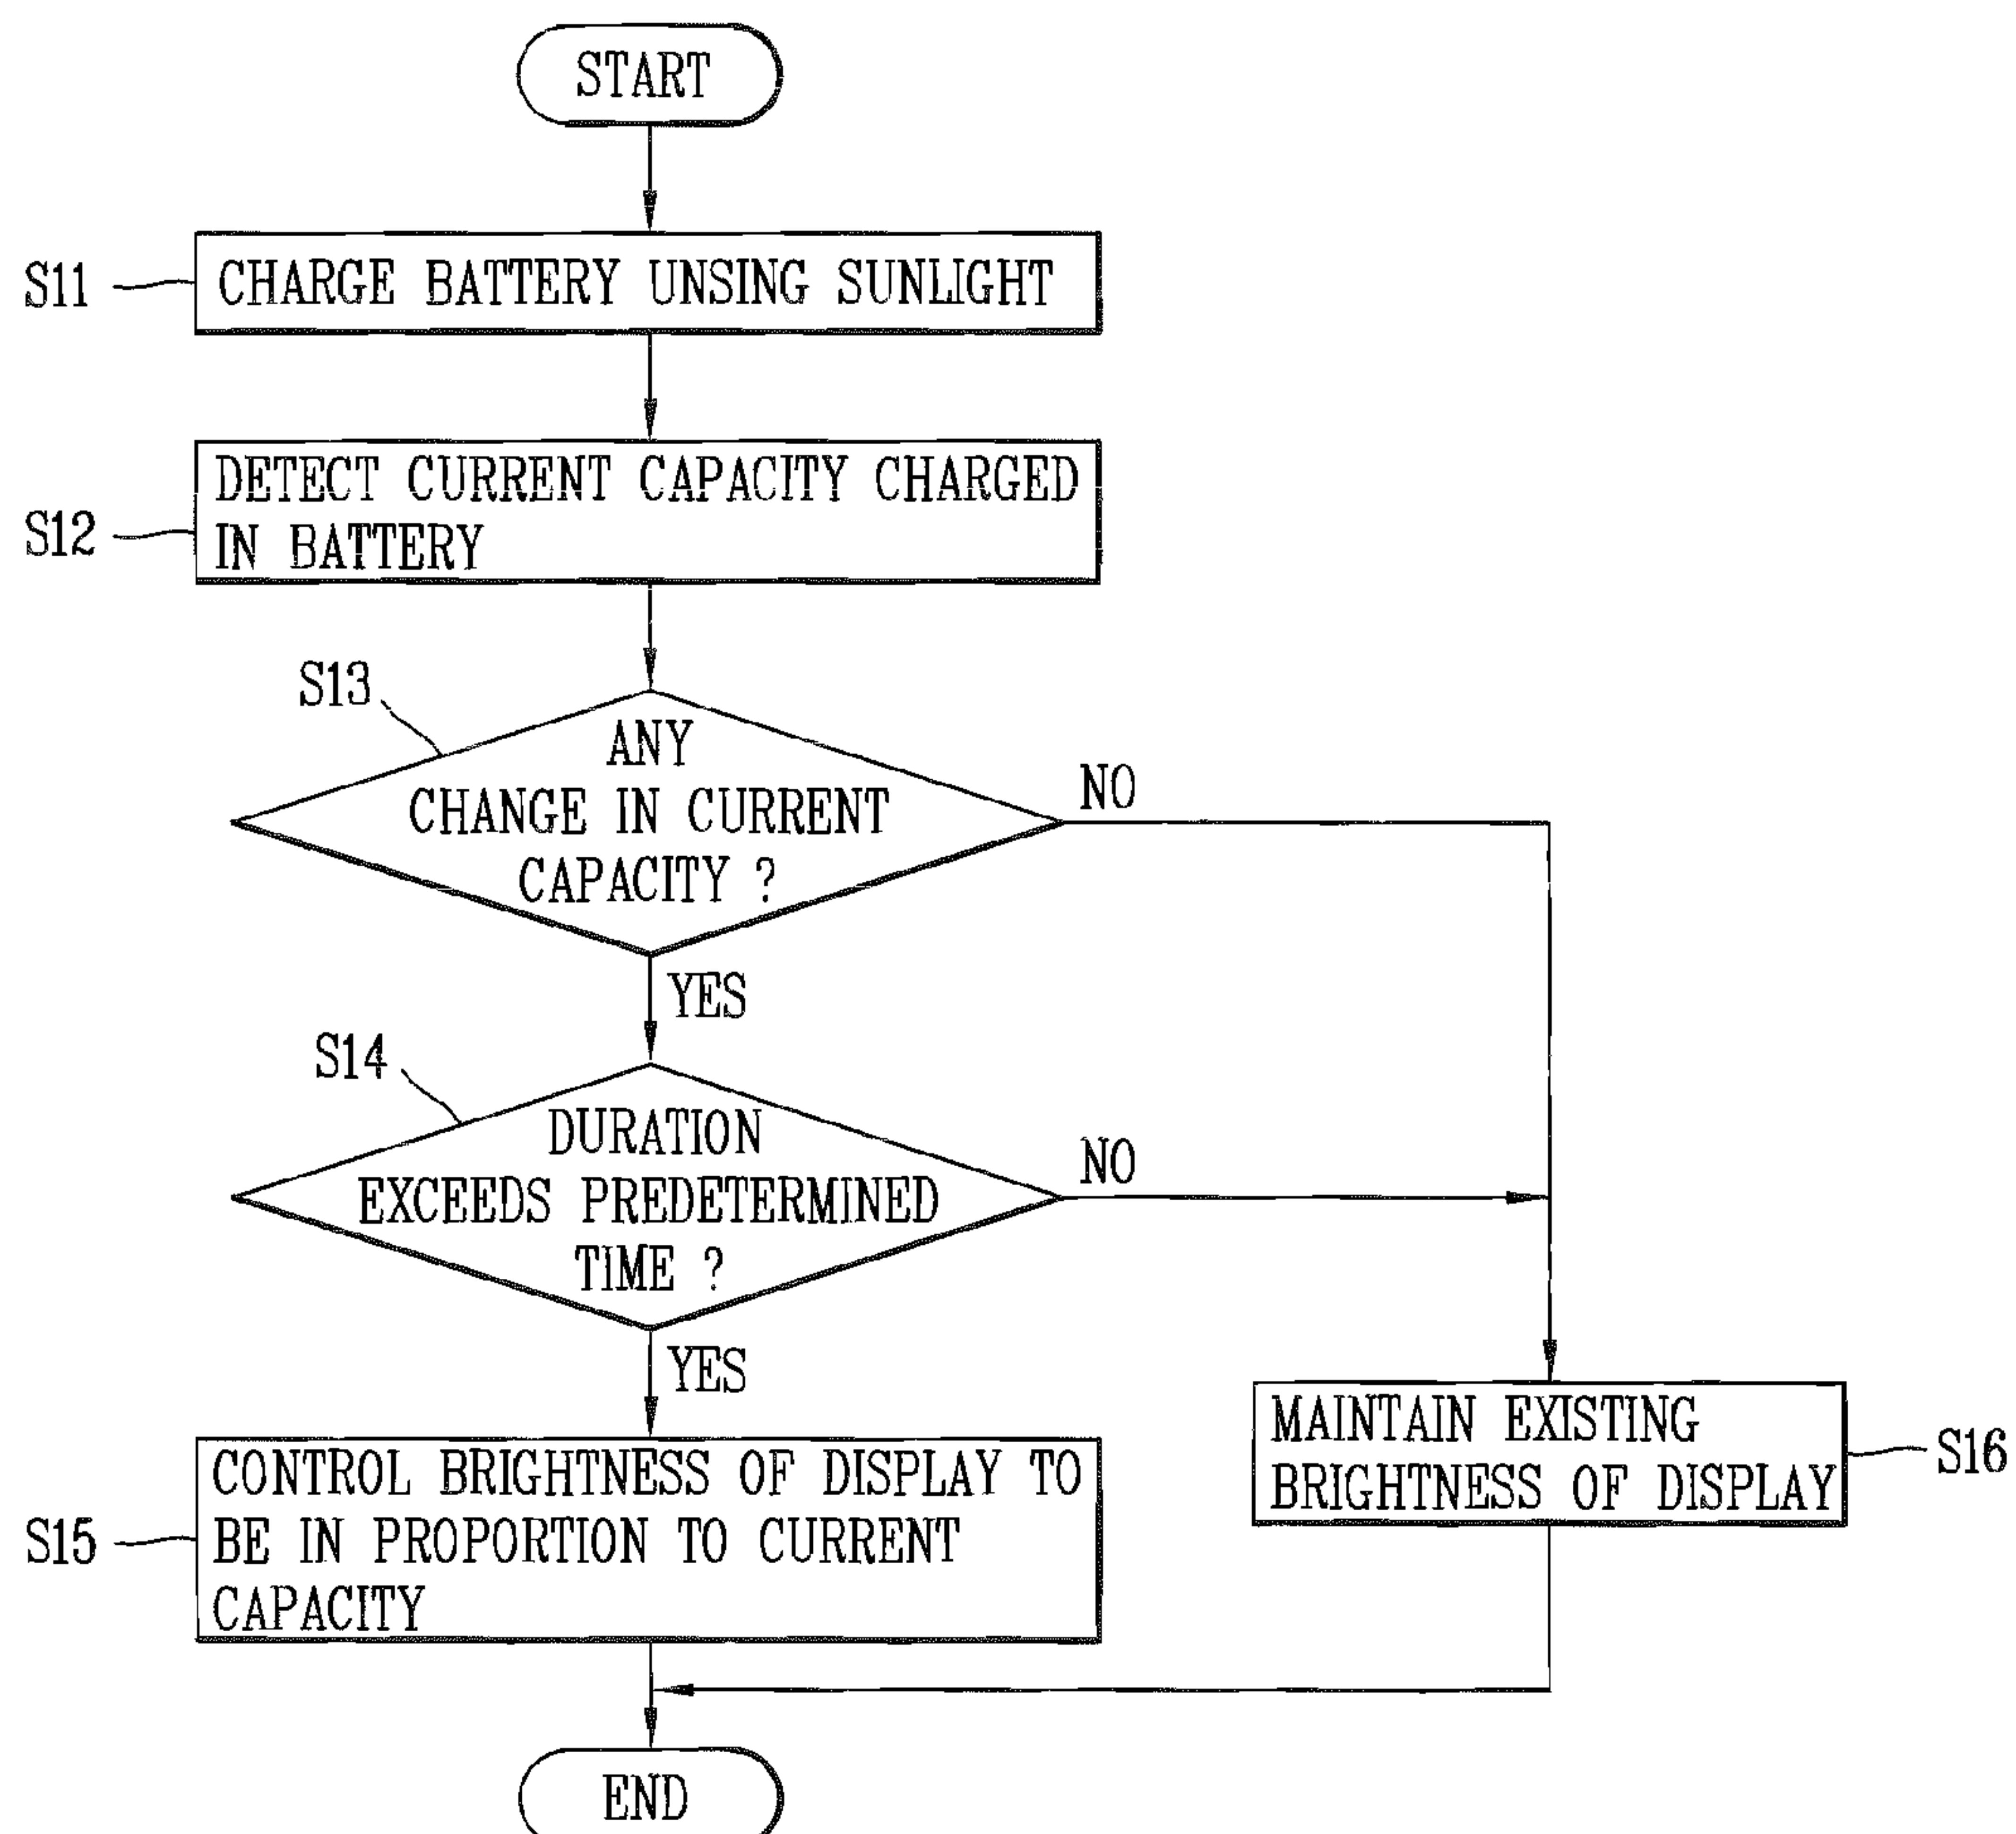 START
S11
CHARGE BATTERY UNSING SUNLIGHT
S12
DETECT CURRENT CAPACITY CHARGED
IN BATTERY
S13
ANY
CHANGE IN CURRENT
CAPACITY ?
NO
YES
S14
DURATION
EXCEEDS PREDETERMINED
TIME ?
NO
YES
S15
CONTROL BRIGHTNESS OF DISPLAY TO
BE IN PROPORTION TO CURRENT
CAPACITY
MAINTAIN EXISTING
BRIGHTNESS OF DISPLAY
S16
END